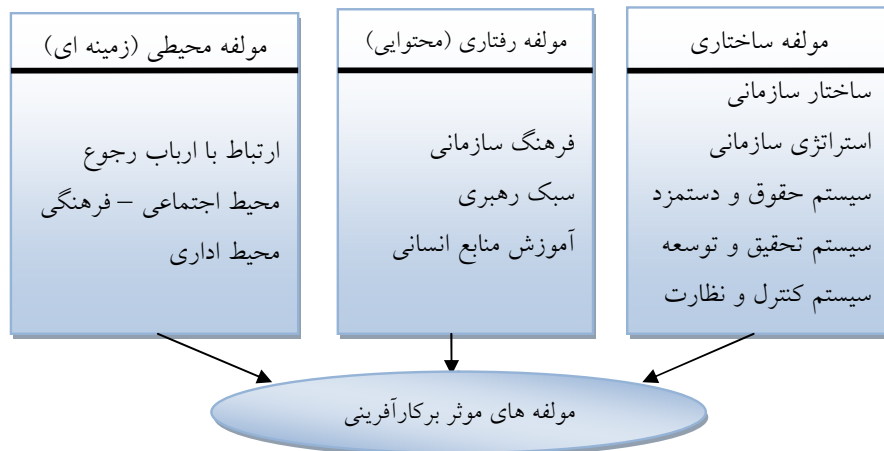 مولفه ساختاری
ساختار سازمانی
استراتژی سازمانی
سیستم حقوق و دستمزد
سیستم تحقیق و توسعه
سیستم کنترل و نظارت
مولفه رفتاری (محتوایی)
فرهنگ سازمانی
سبک رهبری
آموزش منابع انسانی
مولفه محیطی (زمینه ای)
ارتباط با ارباب رجوع
محیط اجتماعی – فرهنگی
محیط اداری
مولفه های موثر برکارآفرینی